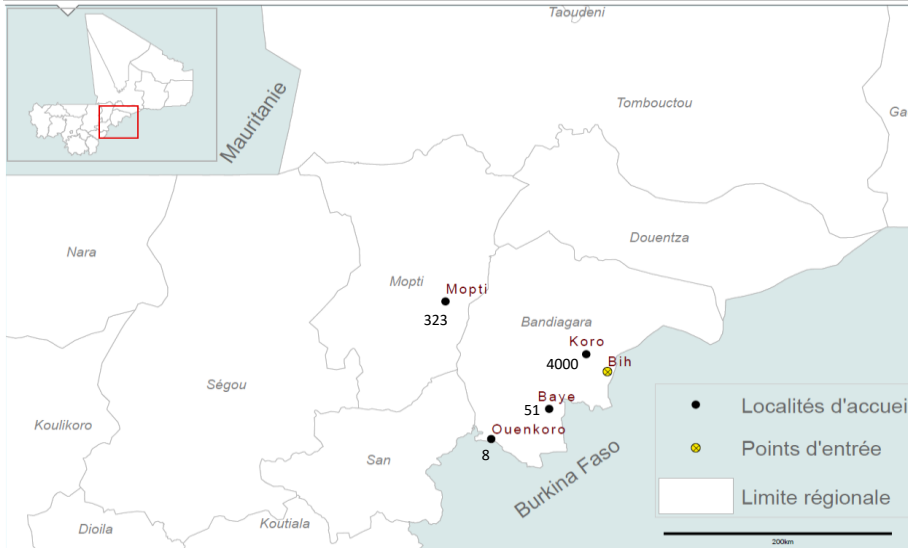 Taoudeni
Mauritanie
Tombouctou
Nara
Douentza
Mopti
Mopti
323
Bandiagara
Koro
4000
Bih
Ségou
Baye
51
Localités d'accuei
Koulikoro
Ouenkoro
8
San
Points d'entrée
Burkina Faso
Limite régionale
Dioila
Koutiala
200km